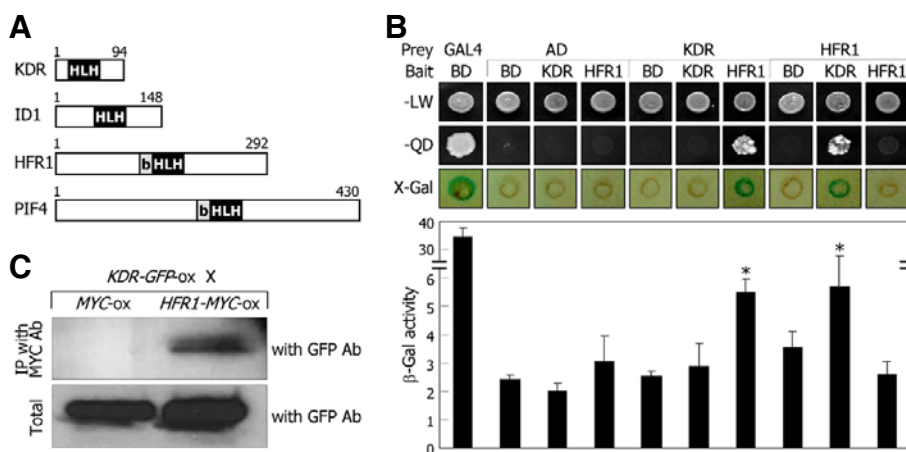 A
1 94
KDR HLH
1 148
ID1 HLH
1 292
HFR1 b HLH
1 430
PIF4 b HLH
B
Prey GAL4 AD KDR HFR1
Bait BD BD KDR HFR1 BD KDR HFR1 BD KDR HFR1
-LW
-QD
X-Gal
β-Gal activity
40
30
6
5
4
3
2
1
0
* *
C
KDR-GFP-ox X
MYC-ox HFR1-MYC-ox
IP with MYC Ab
with GFP Ab
Total
with GFP Ab